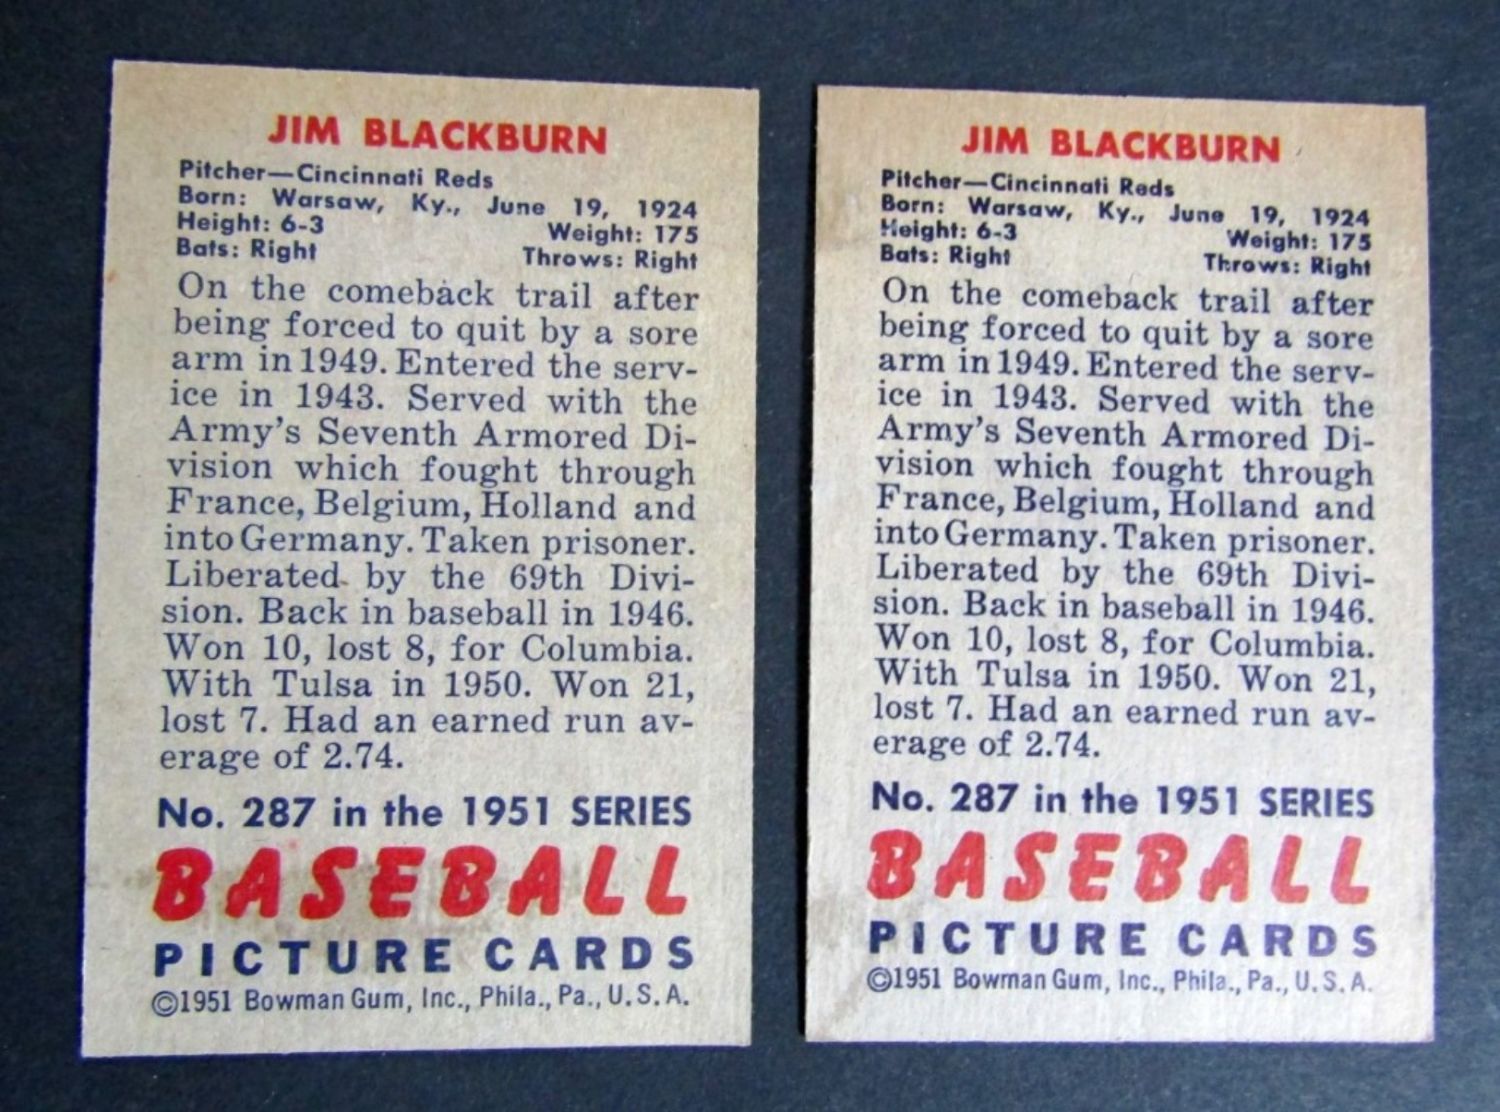 JIM BLACKBURN
Pitcher—Cincinnati Reds
Born: Warsaw, Ky., June 19, 1924
Height: 6-3 Weight: 175
Bats: Right Throws: Right
On the comeback trail after
being forced to quit by a sore
arm in 1949. Entered the serv-
ice in 1943. Served with the
Army's Seventh Armored Di-
vision which fought through
France, Belgium, Holland and
into Germany. Taken prisoner.
Liberated by the 69th Divi-
sion. Back in baseball in 1946.
Won 10, lost 8, for Columbia.
With Tulsa in 1950. Won 21,
lost 7. Had an earned run av-
erage of 2.74.
No. 287 in the 1951 SERIES
BASEBALL
PICTURE CARDS
©1951 Bowman Gum, Inc., Phila., Pa., U.S.A.
JIM BLACKBURN
Pitcher—Cincinnati Reds
Born: Warsaw, Ky., June 19, 1924
Height: 6-3 Weight: 175
Bats: Right Throws: Right
On the comeback trail after
being forced to quit by a sore
arm in 1949. Entered the serv-
ice in 1943. Served with the
Army's Seventh Armored Di-
vision which fought through
France, Belgium, Holland and
into Germany. Taken prisoner.
Liberated by the 69th Divi-
sion. Back in baseball in 1946.
Won 10, lost 8, for Columbia.
With Tulsa in 1950. Won 21,
lost 7. Had an earned run av-
erage of 2.74.
No. 287 in the 1951 SERIES
BASEBALL
PICTURE CARDS
©1951 Bowman Gum, Inc., Phila., Pa., U.S.A.